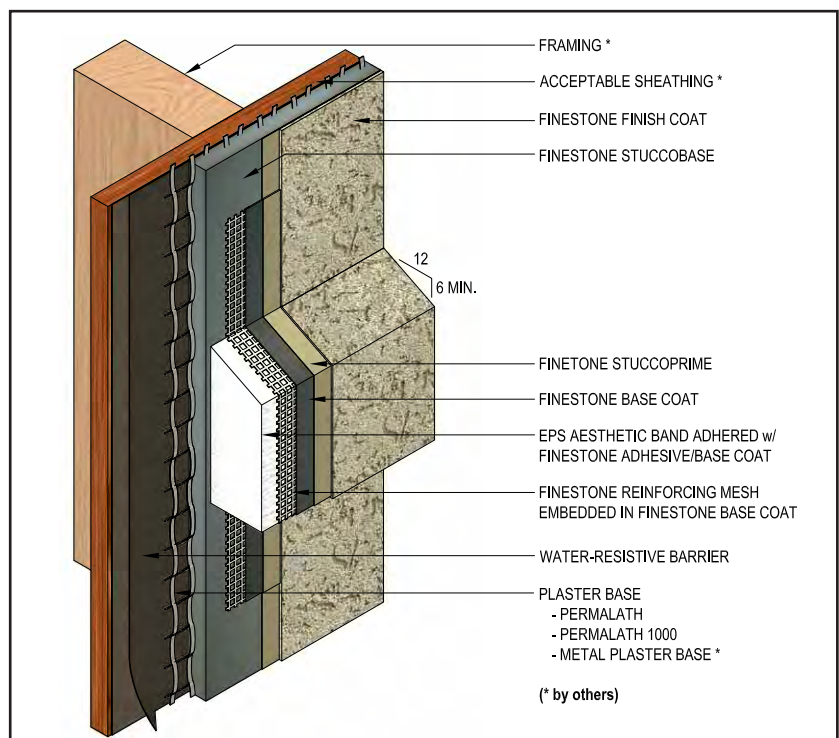 FRAMING *
ACCEPTABLE SHEATHING *
FINESTONE FINISH COAT
FINESTONE STUCCOBASE
12
6 MIN.
FINETONE STUCCOPRIME
FINESTONE BASE COAT
EPS AESTHETIC BAND ADHERED w/
FINESTONE ADHESIVE/BASE COAT
FINESTONE REINFORCING MESH
EMBEDDED IN FINESTONE BASE COAT
WATER-RESISTIVE BARRIER
PLASTER BASE
- PERMALATH
- PERMALATH 1000
- METAL PLASTER BASE *
(* by others)